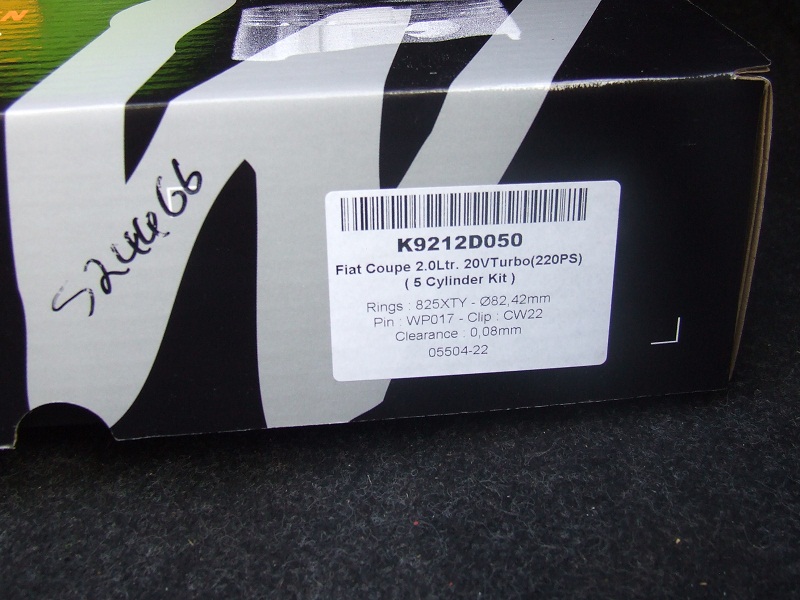 S244466
K9212D050
Fiat Coupe 2.0Ltr. 20VTurbo(220PS)
( 5 Cylinder Kit )
Rings : 825XTY - Ø82,42mm
Pin : WP017 - Clip : CW22
Clearance : 0,08mm
05504-22